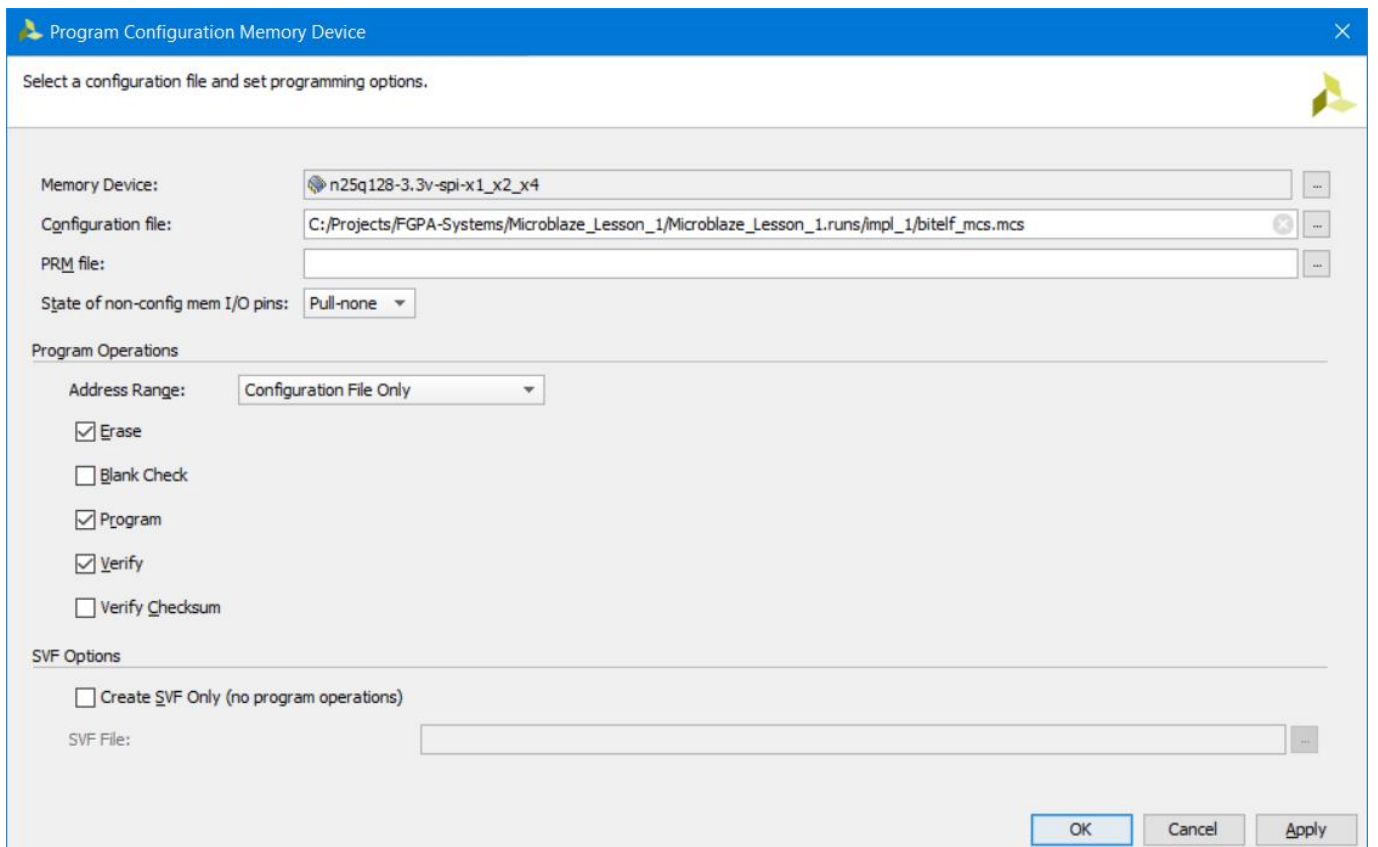 Program Configuration Memory Device
Select a configuration file and set programming options.
Memory Device: n25q128-3.3v-spi-x1_x2_x4 ...
Configuration file: C:/Projects/FGPA-Systems/Microblaze_Lesson_1/Microblaze_Lesson_1.runs/impl_1/bitelf_mcs.mcs ...
PRM file: ...
State of non-config mem I/O pins: Pull-none
Program Operations
Address Range: Configuration File Only
Erase
Blank Check
Program
Verify
Verify Checksum
SVF Options
Create SVF Only (no program operations)
SVF File: ...
OK Cancel Apply